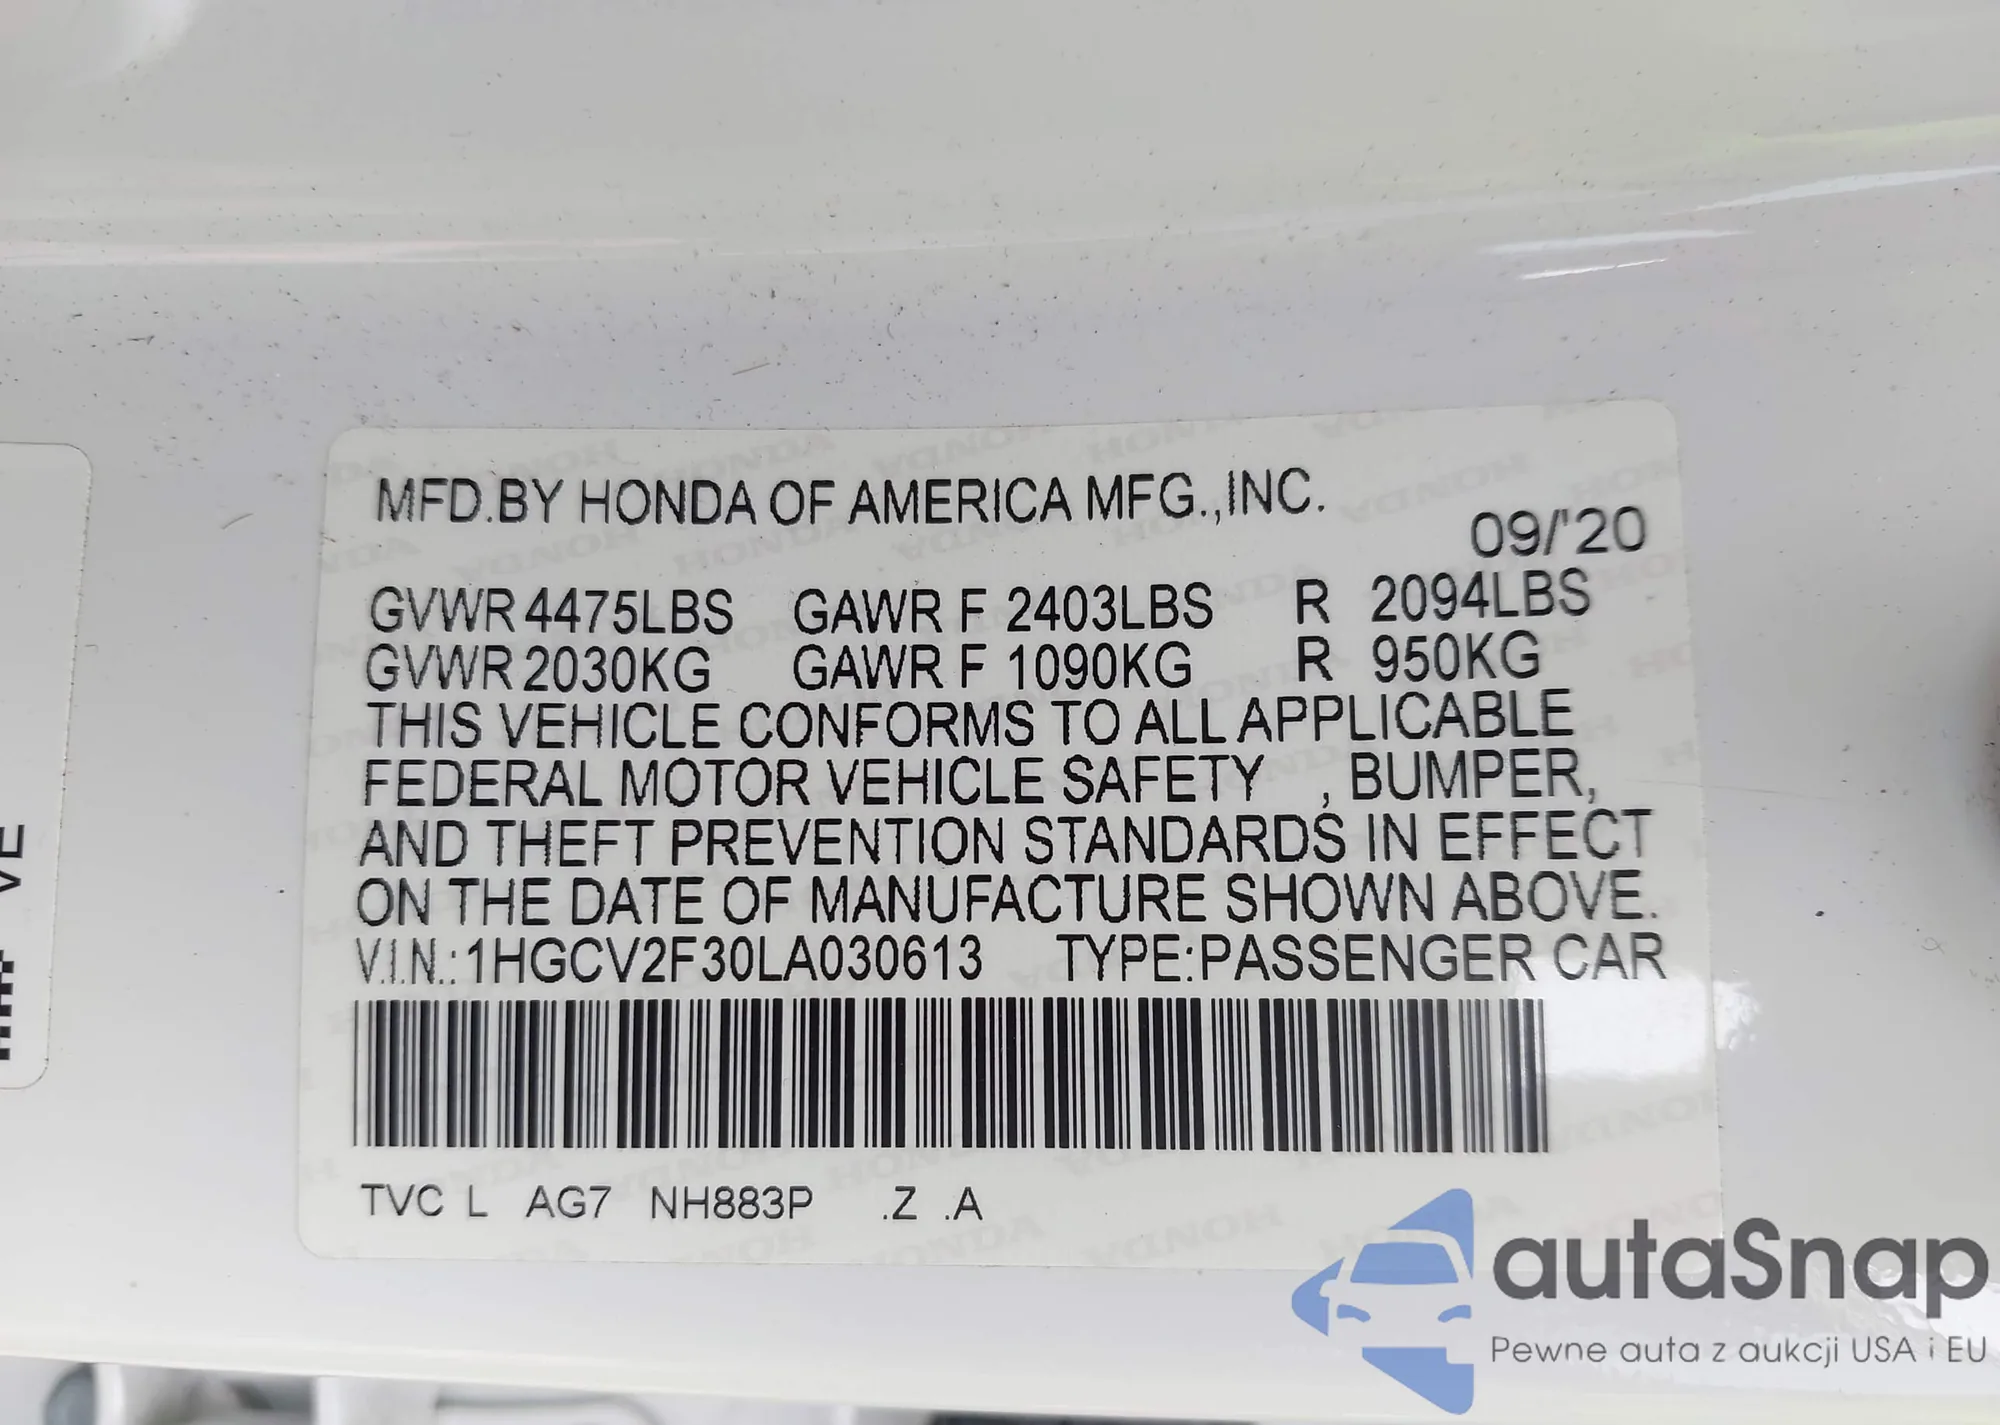 MFD.BY HONDA OF AMERICA MFG.,INC.
09/'20
GVWR 4475LBS GAWR F 2403LBS R 2094LBS
GVWR 2030KG GAWR F 1090KG R 950KG
THIS VEHICLE CONFORMS TO ALL APPLICABLE
FEDERAL MOTOR VEHICLE SAFETY , BUMPER,
AND THEFT PREVENTION STANDARDS IN EFFECT
ON THE DATE OF MANUFACTURE SHOWN ABOVE.
V.I.N.:1HGCV2F30LA030613 TYPE:PASSENGER CAR
TVC L AG7 NH883P .Z .A
VE
autaSnap
Pewne auta z aukcji USA i EU